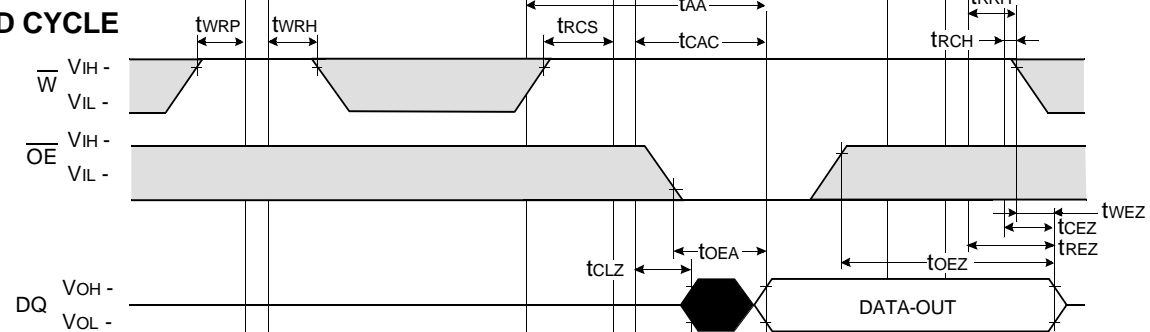 tAA
D CYCLE
tWRP
tWRH
tRCS
tCAC
tRCH
W
VIH -
VIL -
OE
VIH -
VIL -
tWEZ
tCEZ
tREZ
tOEA
tOEZ
tCLZ
DQ
VOH -
VOL -
DATA-OUT